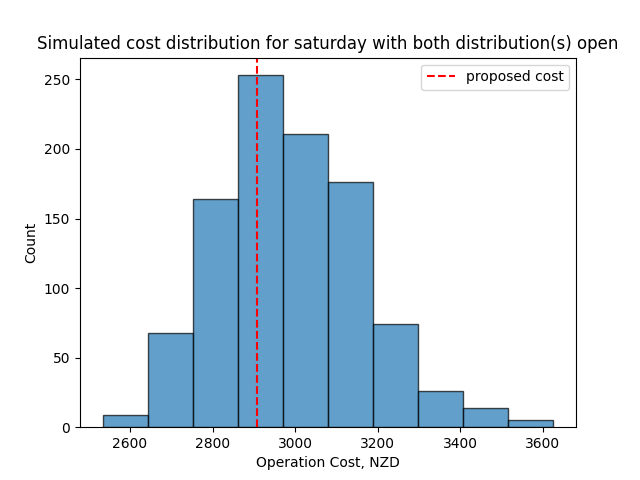 Simulated cost distribution for saturday with both distribution(s) open
proposed cost
250
200
150
100
50
0
Count
2600 2800 3000 3200 3400 3600
Operation Cost, NZD